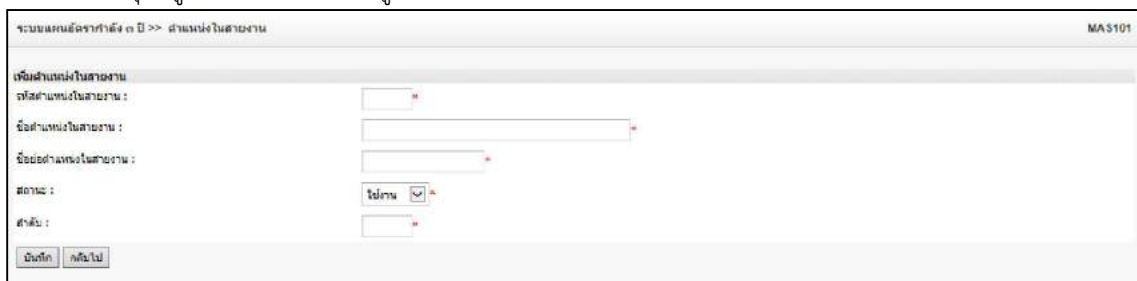 ระบบแผนอัตรากำลัง ๓ ปี >> ตำแหน่งในสายงาน MAS101
เพิ่มตำแหน่งในสายงาน
รหัสตำแหน่งในสายงาน : *
ชื่อตำแหน่งในสายงาน : *
ชื่อย่อตำแหน่งในสายงาน : *
สถานะ : ใช้งาน *
ลำดับ : *
บันทึก กลับไป